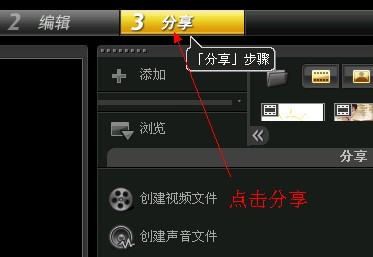 2 编辑 3 分享
「分享」步骤
添加
浏览
分享
创建视频文件 点击分享
创建声音文件